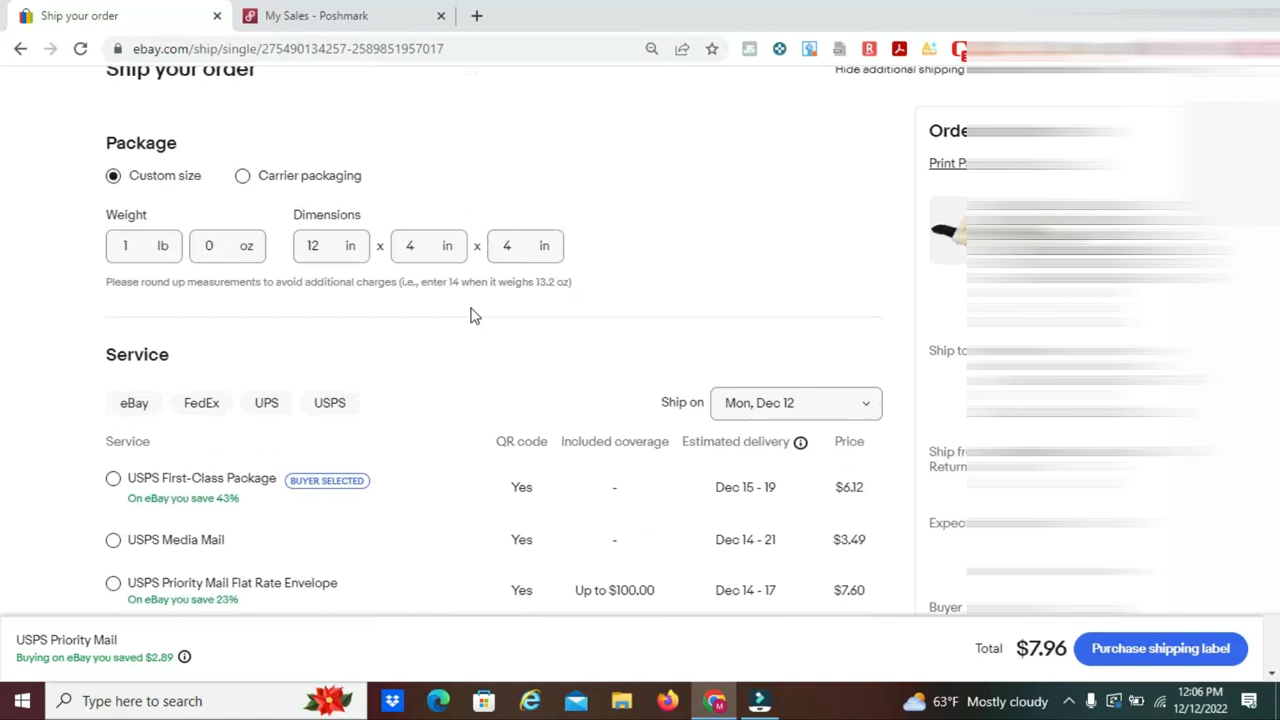 Ship your order
My Sales - Poshmark
ebay.com/ship/single/275490134257-2589851957017
Ship your order
Hide additional shipping
Package
Custom size
Carrier packaging
Weight
Dimensions
1 lb 0 oz 12 in x 4 in x 4 in
Please round up measurements to avoid additional charges (i.e., enter 14 when it weighs 13.2 oz)
Service
eBay FedEx UPS USPS
Ship on Mon, Dec 12
Service QR code Included coverage Estimated delivery Price
USPS First-Class Package BUYER SELECTED Yes - Dec 15 - 19 $6.12
On eBay you save 43%
USPS Media Mail Yes - Dec 14 - 21 $3.49
USPS Priority Mail Flat Rate Envelope Yes Up to $100.00 Dec 14 - 17 $7.60
On eBay you save 23%
Print P
Ship to
Return
Buyer
USPS Priority Mail
Buying on eBay you saved $2.89
Total $7.96 Purchase shipping label
Type here to search
63°F Mostly cloudy
12:06 PM
12/12/2022